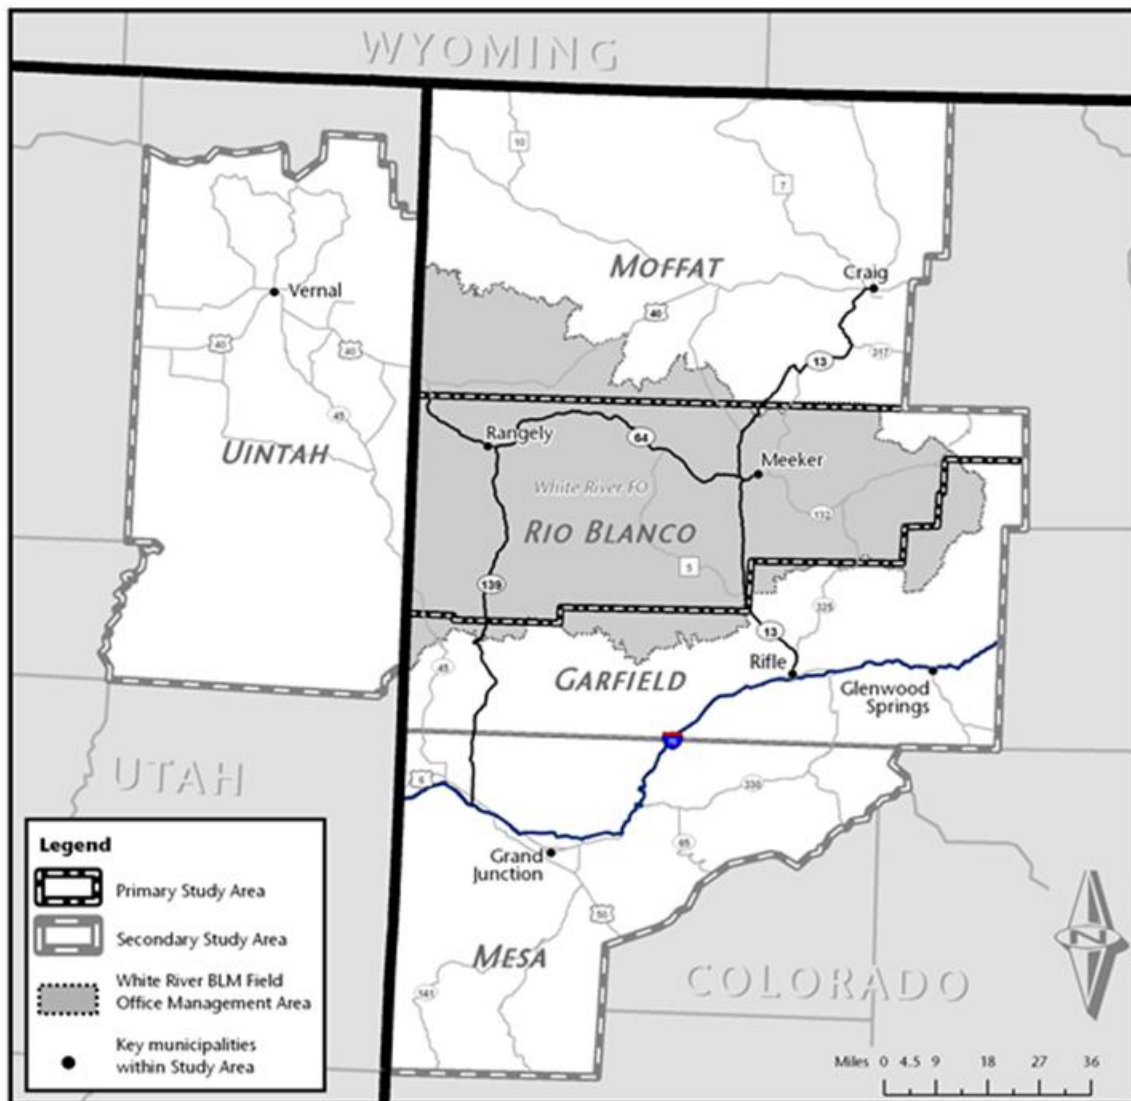 WYOMING
10
7
MOFFAT
Craig
Vernal
40
40
40
13
317
45
UINTAH
Rangely
64
Meeker
White River FO
132
RIO BLANCO
5
139
325
13
Rifle
45
GARFIELD
Glenwood
Springs
UTAH
6
330
65
Grand
Junction
50
MESA
141
COLORADO
N
Legend
Primary Study Area
Secondary Study Area
White River BLM Field
Office Management Area
Key municipalities
within Study Area
Miles 0 4.5 9 18 27 36